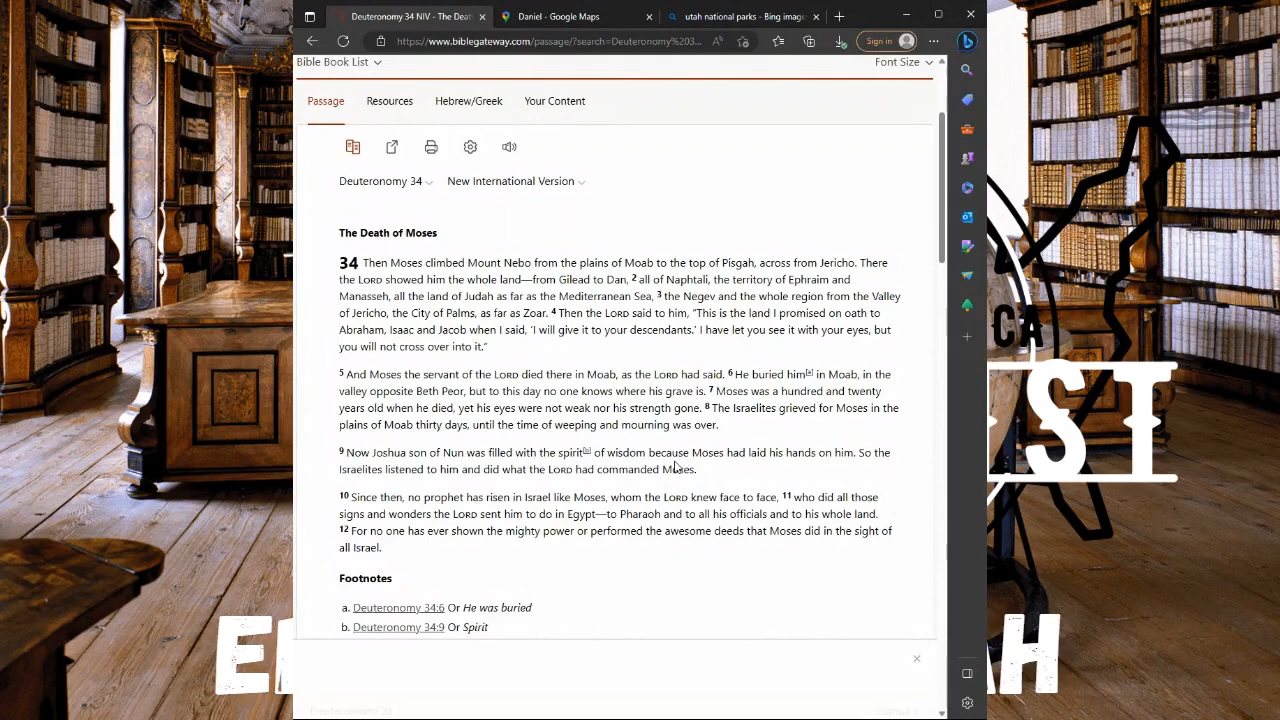 Deuteronomy 34 NIV - The Deat
Daniel - Google Maps
utah national parks - Bing image
https://www.biblegateway.com/passage/?search=Deuteronomy%203...
Sign in
Bible Book List
Font Size
Passage
Resources
Hebrew/Greek
Your Content
Deuteronomy 34
New International Version
The Death of Moses
34 Then Moses climbed Mount Nebo from the plains of Moab to the top of Pisgah, across from Jericho. There
the LORD showed him the whole land—from Gilead to Dan, 2 all of Naphtali, the territory of Ephraim and
Manasseh, all the land of Judah as far as the Mediterranean Sea, 3 the Negev and the whole region from the Valley
of Jericho, the City of Palms, as far as Zoar. 4 Then the LORD said to him, “This is the land I promised on oath to
Abraham, Isaac and Jacob when I said, ‘I will give it to your descendants.’ I have let you see it with your eyes, but
you will not cross over into it.”
5 And Moses the servant of the LORD died there in Moab, as the LORD had said. 6 He buried him[a] in Moab, in the
valley opposite Beth Peor, but to this day no one knows where his grave is. 7 Moses was a hundred and twenty
years old when he died, yet his eyes were not weak nor his strength gone. 8 The Israelites grieved for Moses in the
plains of Moab thirty days, until the time of weeping and mourning was over.
9 Now Joshua son of Nun was filled with the spirit[b] of wisdom because Moses had laid his hands on him. So the
Israelites listened to him and did what the LORD had commanded Moses.
10 Since then, no prophet has risen in Israel like Moses, whom the LORD knew face to face, 11 who did all those
signs and wonders the LORD sent him to do in Egypt—to Pharaoh and to all his officials and to his whole land.
12 For no one has ever shown the mighty power or performed the awesome deeds that Moses did in the sight of
all Israel.
Footnotes
a. Deuteronomy 34:6 Or He was buried
b. Deuteronomy 34:9 Or Spirit
CA
ST
AH